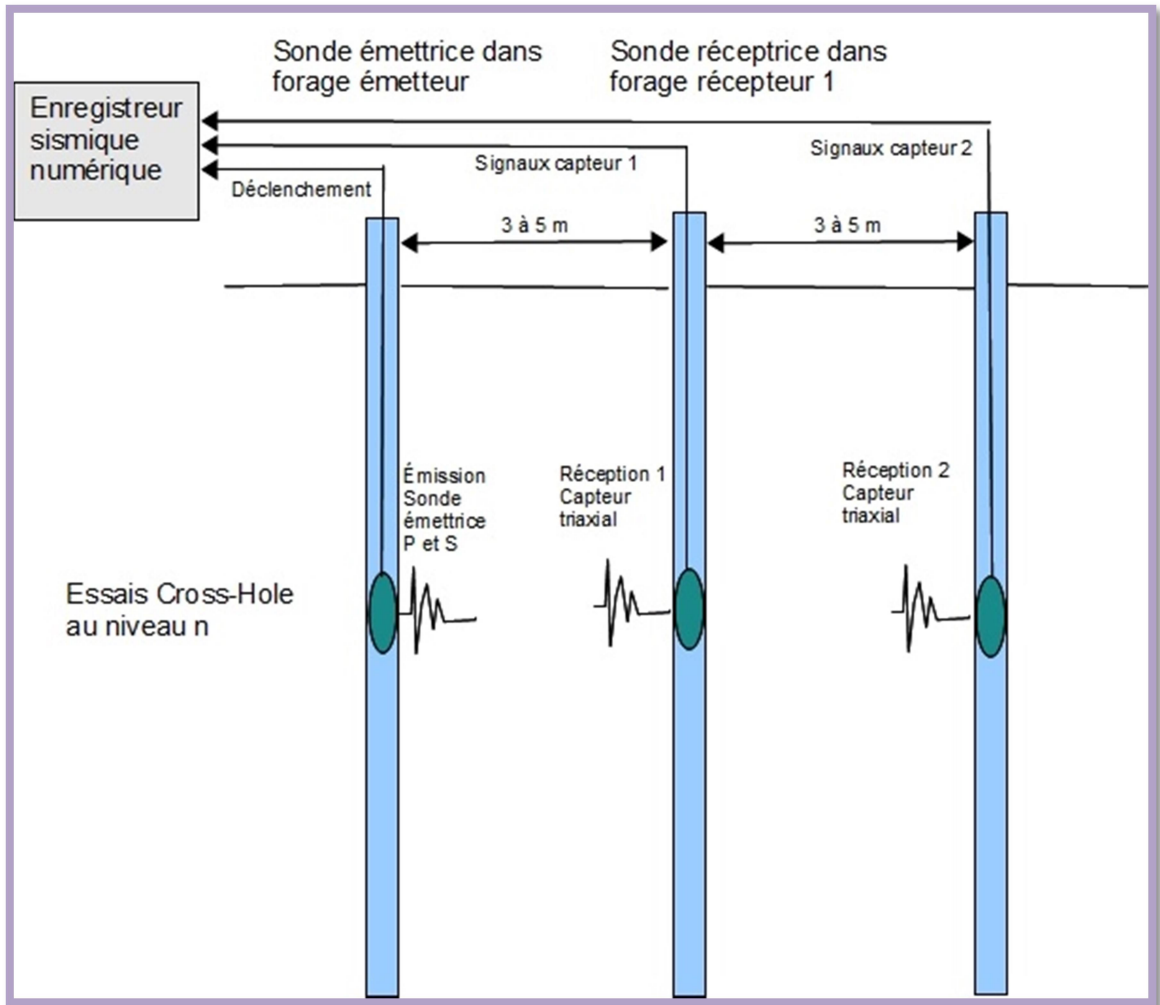 Sonde émettrice dans
forage émetteur
Sonde réceptrice dans
forage récepteur 1
Enregistreur
sismique
numérique
Signaux capteur 1
Signaux capteur 2
Déclenchement
3 à 5 m
3 à 5 m
Émission
Sonde
émettrice
P et S
Réception 1
Capteur
triaxial
Réception 2
Capteur
triaxial
Essais Cross-Hole
au niveau n